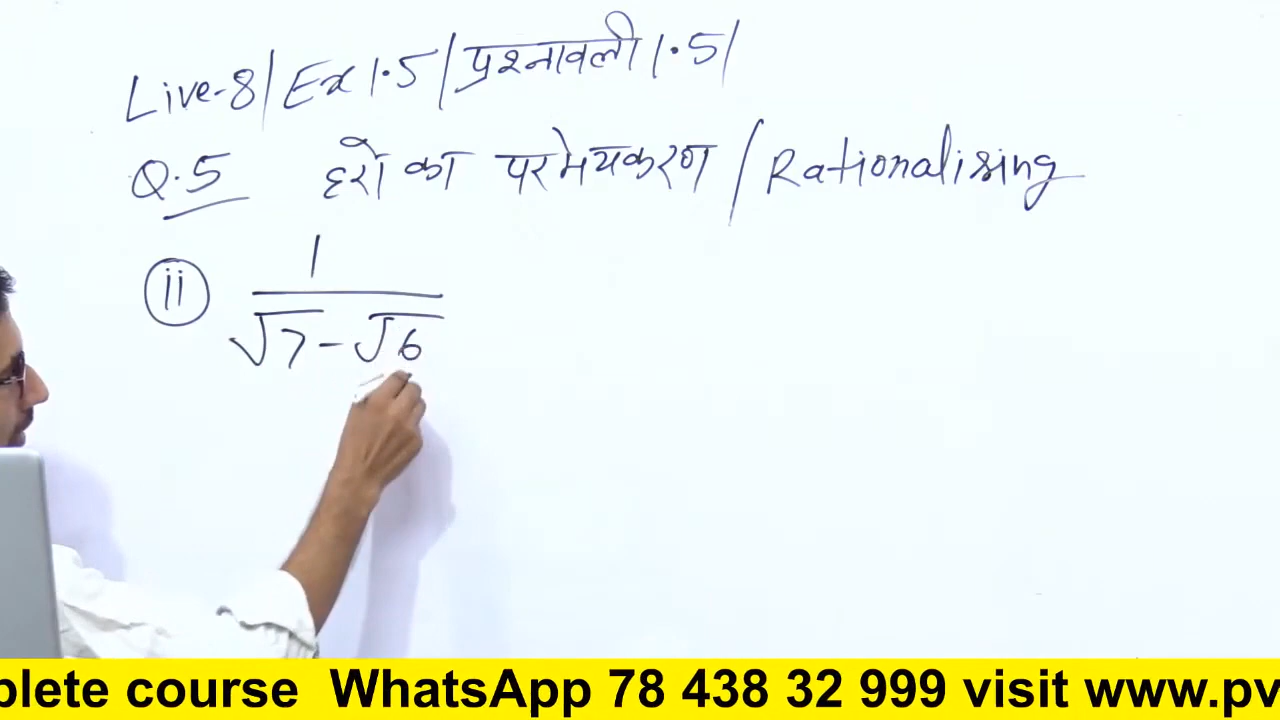 Live-8/ Ex 1.5/ प्रश्नावली 1.5/
Q.5 हरों का परमेयकरण / Rationalising
ii 1
√7 - √6
plete course WhatsApp 78 438 32 999 visit www.pv